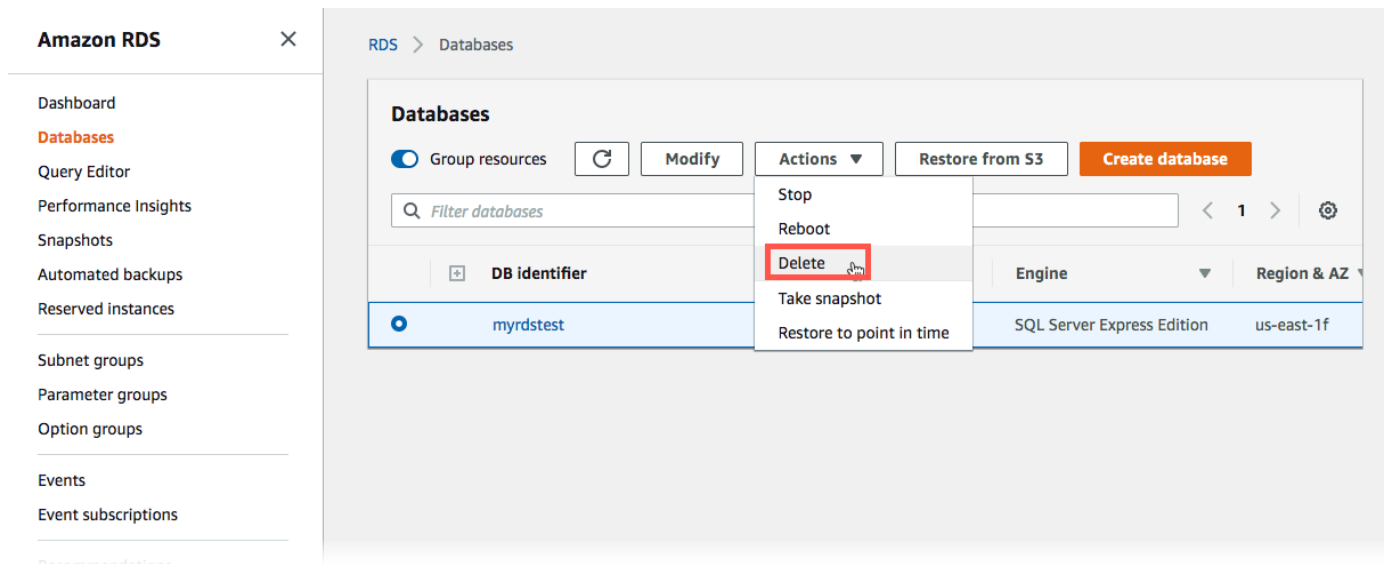 Amazon RDS
Dashboard
Databases
Query Editor
Performance Insights
Snapshots
Automated backups
Reserved instances
Subnet groups
Parameter groups
Option groups
Events
Event subscriptions
Recommendations
RDS > Databases
Databases
Group resources Modify Actions Restore from S3 Create database
Filter databases 1
Stop
Reboot
Delete
Take snapshot
Restore to point in time
DB identifier Engine Region & AZ
myrdstest SQL Server Express Edition us-east-1f